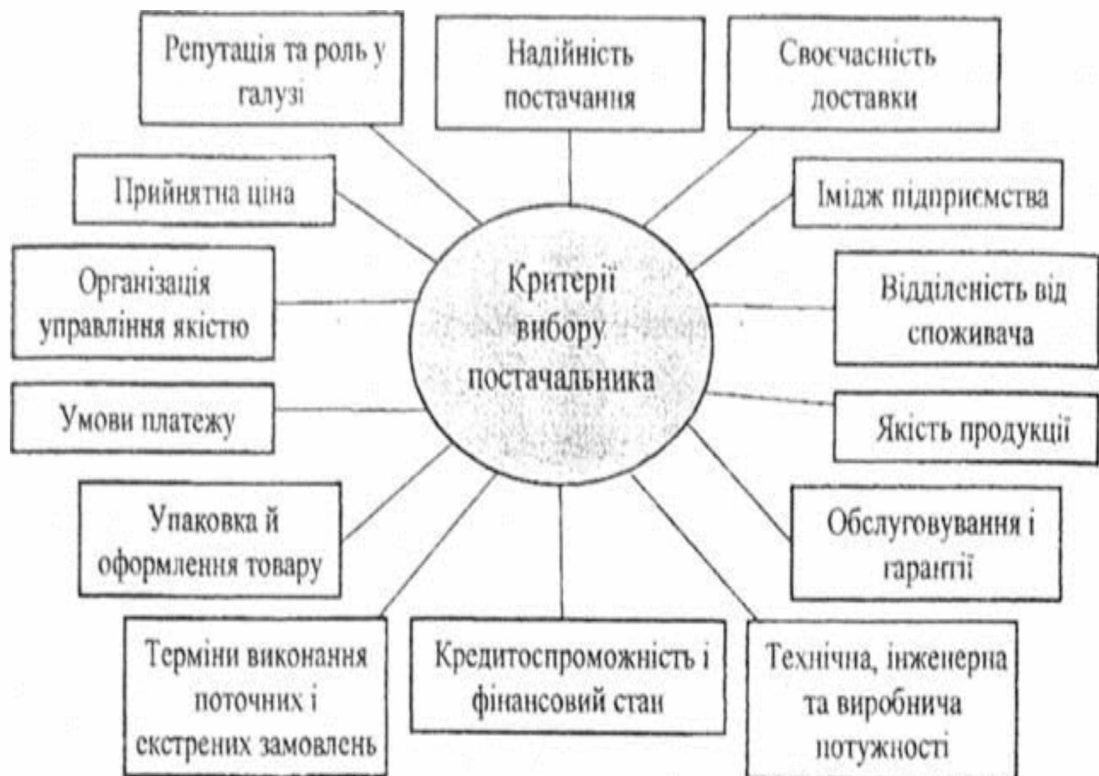 Репутація та роль у
галузі
Надійність
постачання
Своєчасність
доставки
Прийнятна ціна
Імідж підприємства
Організація
управління якістю
Критерії
вибору
постачальника
Відділеність від
споживача
Умови платежу
Якість продукції
Упаковка й
оформлення товару
Обслуговування і
гарантії
Терміни виконання
поточних і
екстрених замовлень
Кредитоспроможність і
фінансовий стан
Технічна, інженерна
та виробнича
потужності